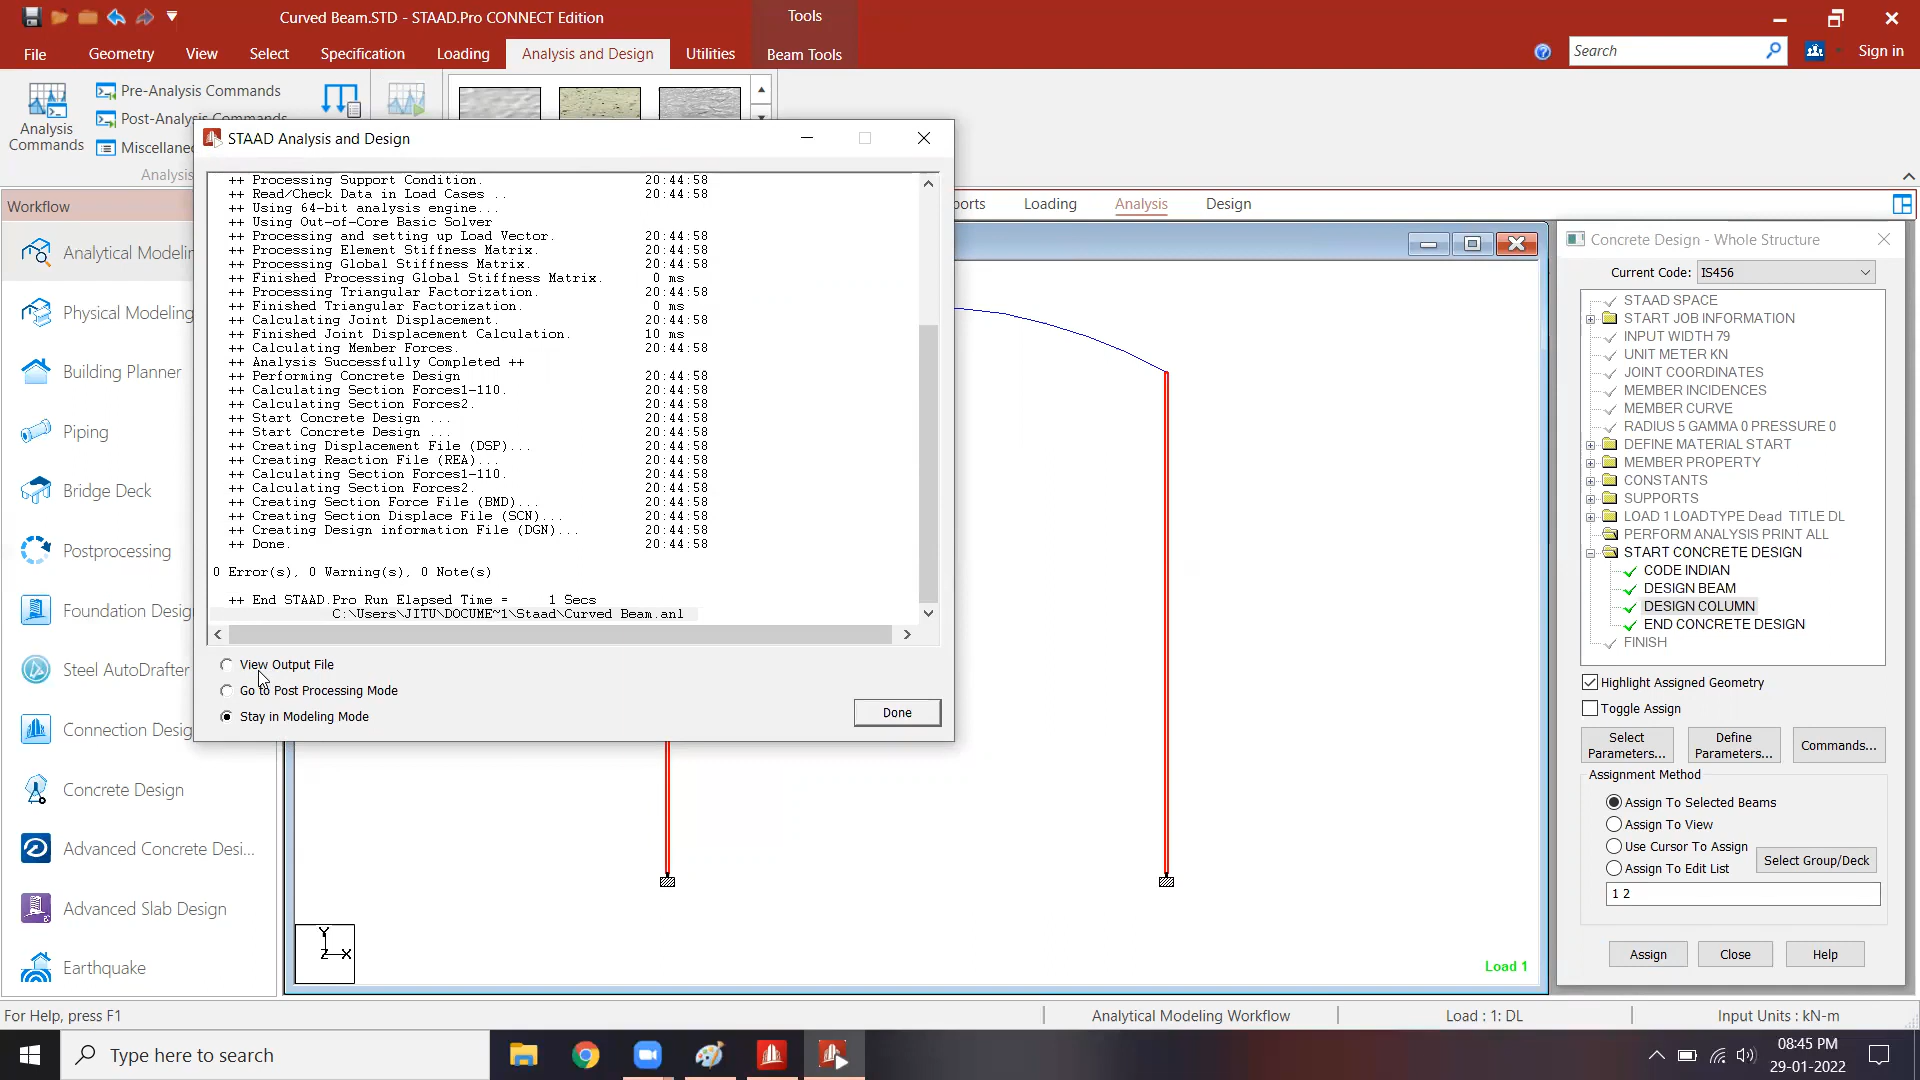 Curved Beam.STD - STAAD.Pro CONNECT Edition
Tools
File
Geometry
View
Select
Specification
Loading
Analysis and Design
Utilities
Beam Tools
Search
Sign in
Analysis Commands
Pre-Analysis Commands
Post-Analysis Commands
Miscellane
Analysis
Workflow
Analytical Modelin
Physical Modeling
Building Planner
Piping
Bridge Deck
Postprocessing
Foundation Desig
Steel AutoDrafter
Connection Desig
Concrete Design
Advanced Concrete Desi...
Advanced Slab Design
Earthquake
STAAD Analysis and Design
++ Processing Support Condition. 20:44:58
++ Read/Check Data in Load Cases .. 20:44:58
++ Using 64-bit analysis engine...
++ Using Out-of-Core Basic Solver
++ Processing and setting up Load Vector. 20:44:58
++ Processing Element Stiffness Matrix. 20:44:58
++ Processing Global Stiffness Matrix. 20:44:58
++ Finished Processing Global Stiffness Matrix. 0 ms
++ Processing Triangular Factorization. 20:44:58
++ Finished Triangular Factorization. 0 ms
++ Calculating Joint Displacement. 20:44:58
++ Finished Joint Displacement Calculation. 10 ms
++ Calculating Member Forces. 20:44:58
++ Analysis Successfully Completed ++
++ Performing Concrete Design 20:44:58
++ Calculating Section Forces1-110. 20:44:58
++ Calculating Section Forces2. 20:44:58
++ Start Concrete Design ... 20:44:58
++ Start Concrete Design ... 20:44:58
++ Creating Displacement File (DSP)... 20:44:58
++ Creating Reaction File (REA)... 20:44:58
++ Calculating Section Forces1-110. 20:44:58
++ Calculating Section Forces2. 20:44:58
++ Creating Section Force File (BMD)... 20:44:58
++ Creating Section Displace File (SCN)... 20:44:58
++ Creating Design information File (DGN)... 20:44:58
++ Done. 20:44:58
0 Error(s), 0 Warning(s), 0 Note(s)
++ End STAAD.Pro Run Elapsed Time = 1 Secs
C:\Users\JITU\DOCUME~1\Staad\Curved Beam.anl
View Output File
Go to Post Processing Mode
Stay in Modeling Mode
Done
ports
Loading
Analysis
Design
Y
Z
X
Load 1
Concrete Design - Whole Structure
Current Code: IS456
STAAD SPACE
START JOB INFORMATION
INPUT WIDTH 79
UNIT METER KN
JOINT COORDINATES
MEMBER INCIDENCES
MEMBER CURVE
RADIUS 5 GAMMA 0 PRESSURE 0
DEFINE MATERIAL START
MEMBER PROPERTY
CONSTANTS
SUPPORTS
LOAD 1 LOADTYPE Dead TITLE DL
PERFORM ANALYSIS PRINT ALL
START CONCRETE DESIGN
CODE INDIAN
DESIGN BEAM
DESIGN COLUMN
END CONCRETE DESIGN
FINISH
Highlight Assigned Geometry
Toggle Assign
Select Parameters...
Define Parameters...
Commands...
Assignment Method
Assign To Selected Beams
Assign To View
Use Cursor To Assign
Assign To Edit List
Select Group/Deck
1 2
Assign
Close
Help
For Help, press F1
Analytical Modeling Workflow
Load : 1: DL
Input Units : kN-m
Type here to search
08:45 PM
29-01-2022